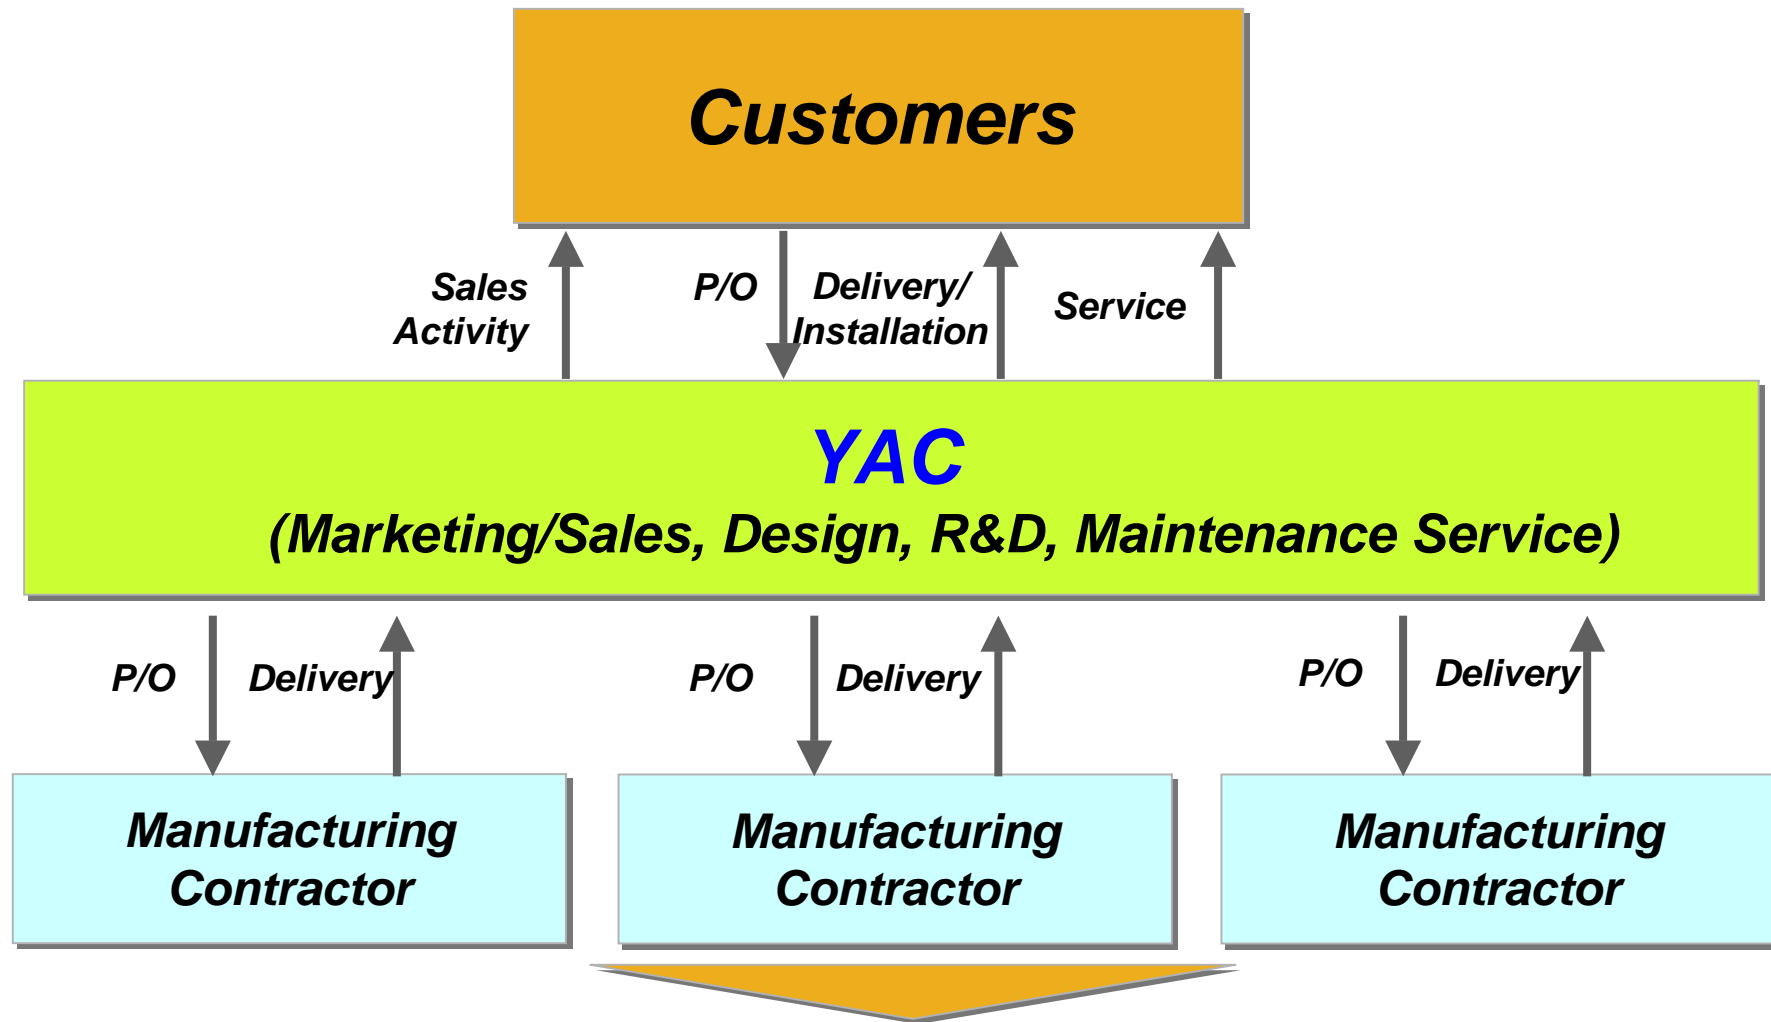 Customers
Sales
Activity
P/O
Delivery/
Installation
Service
YAC
(Marketing/Sales, Design, R&D, Maintenance Service)
P/O
Delivery
P/O
Delivery
P/O
Delivery
Manufacturing
Contractor
Manufacturing
Contractor
Manufacturing
Contractor